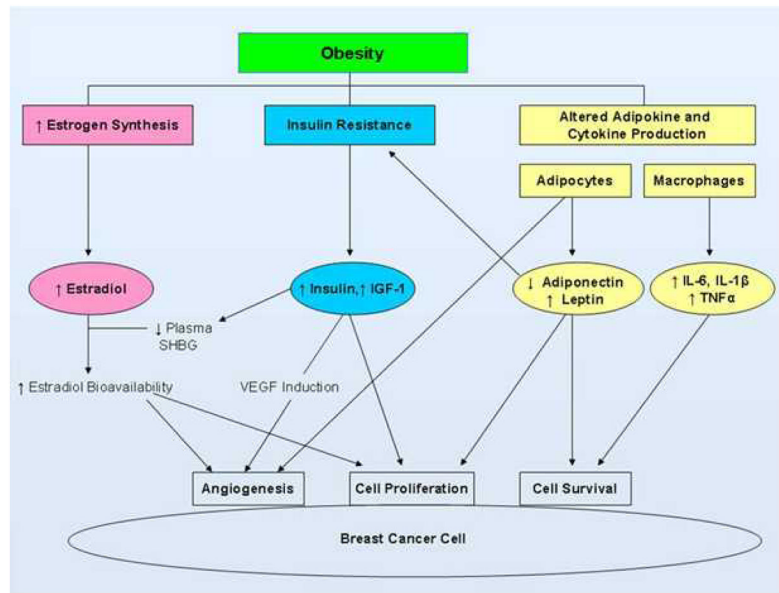 Obesity
↑ Estrogen Synthesis
Insulin Resistance
Altered Adipokine and
Cytokine Production
Adipocytes
Macrophages
↑ Estradiol
↑ Insulin,↑ IGF-1
↓ Adiponectin
↑ Leptin
↑ IL-6, IL-1β
↑ TNFα
↓ Plasma
SHBG
↑ Estradiol Bioavailability
VEGF Induction
Angiogenesis
Cell Proliferation
Cell Survival
Breast Cancer Cell